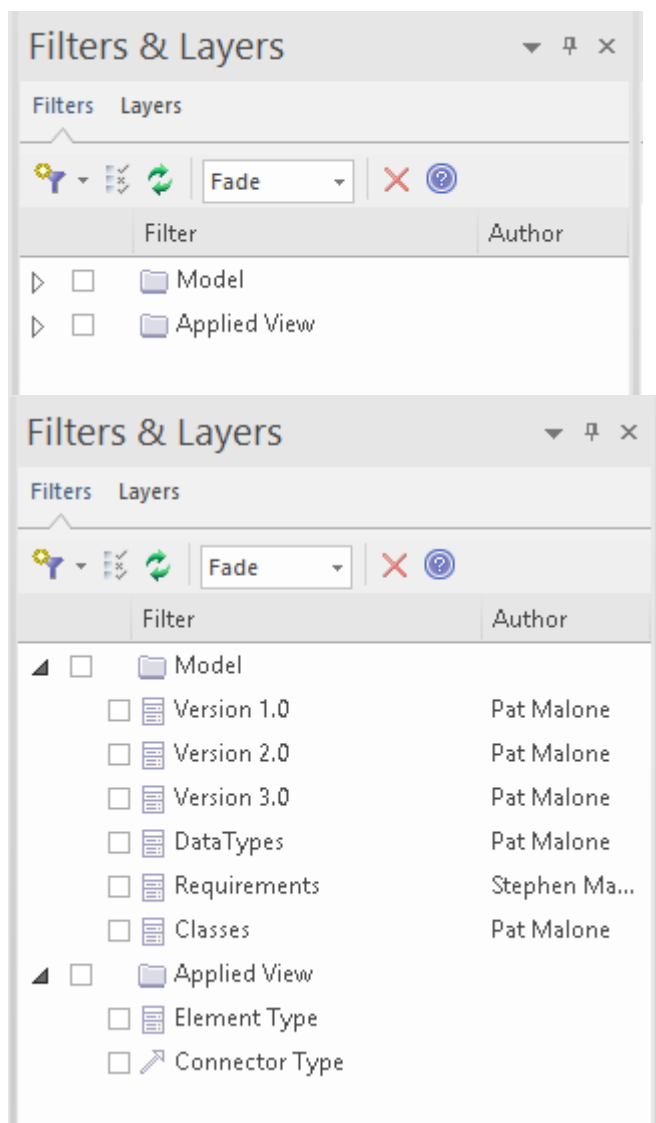 Filters & Layers
Filters Layers
Fade
Filter Author
Model
Applied View
Filters & Layers
Filters Layers
Fade
Filter Author
Model
Version 1.0 Pat Malone
Version 2.0 Pat Malone
Version 3.0 Pat Malone
DataTypes Pat Malone
Requirements Stephen Ma...
Classes Pat Malone
Applied View
Element Type
Connector Type